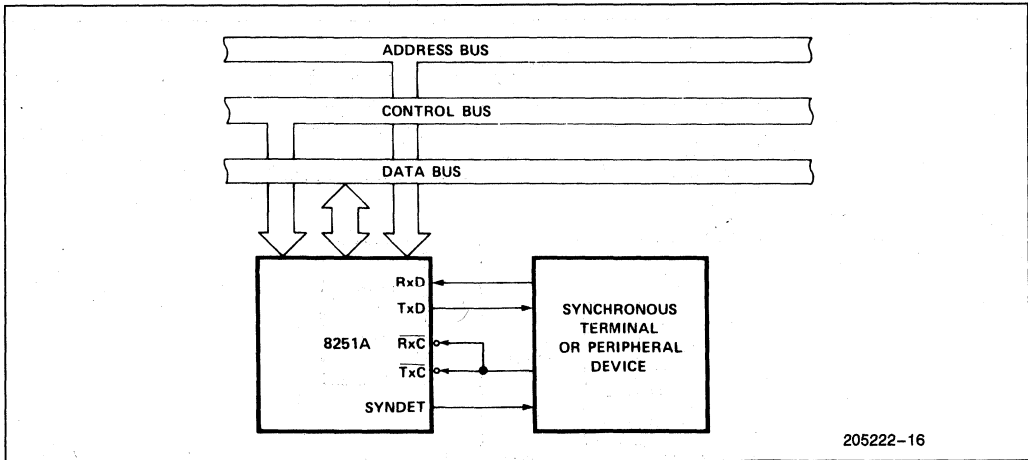 ADDRESS BUS
CONTROL BUS
DATA BUS
RxD
TxD
8251A
RxC
TxC
SYNDET
SYNCHRONOUS
TERMINAL
OR PERIPHERAL
DEVICE
205222-16